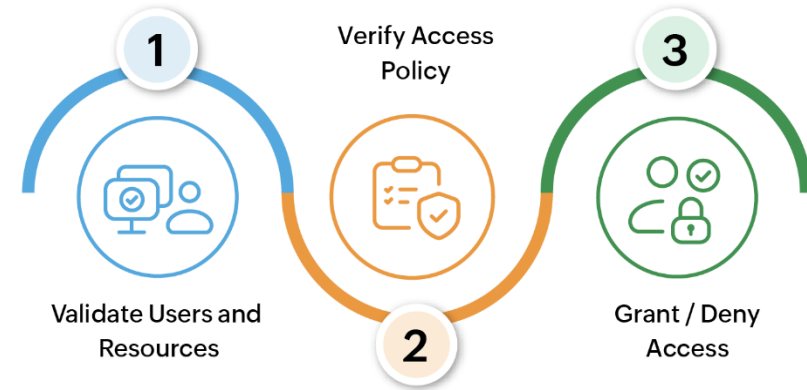 1
Validate Users and
Resources
Verify Access
Policy
2
3
Grant / Deny
Access